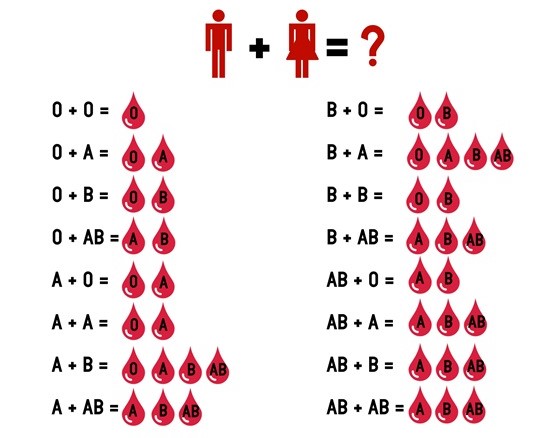 + = ?
O + O = O
O + A = O A
O + B = O B
O + AB = A B
A + O = O A
A + A = O A
A + B = O A B AB
A + AB = A B AB
B + O = O B
B + A = O A B AB
B + B = O B
B + AB = A B AB
AB + O = A B
AB + A = A B AB
AB + B = A B AB
AB + AB = A B AB